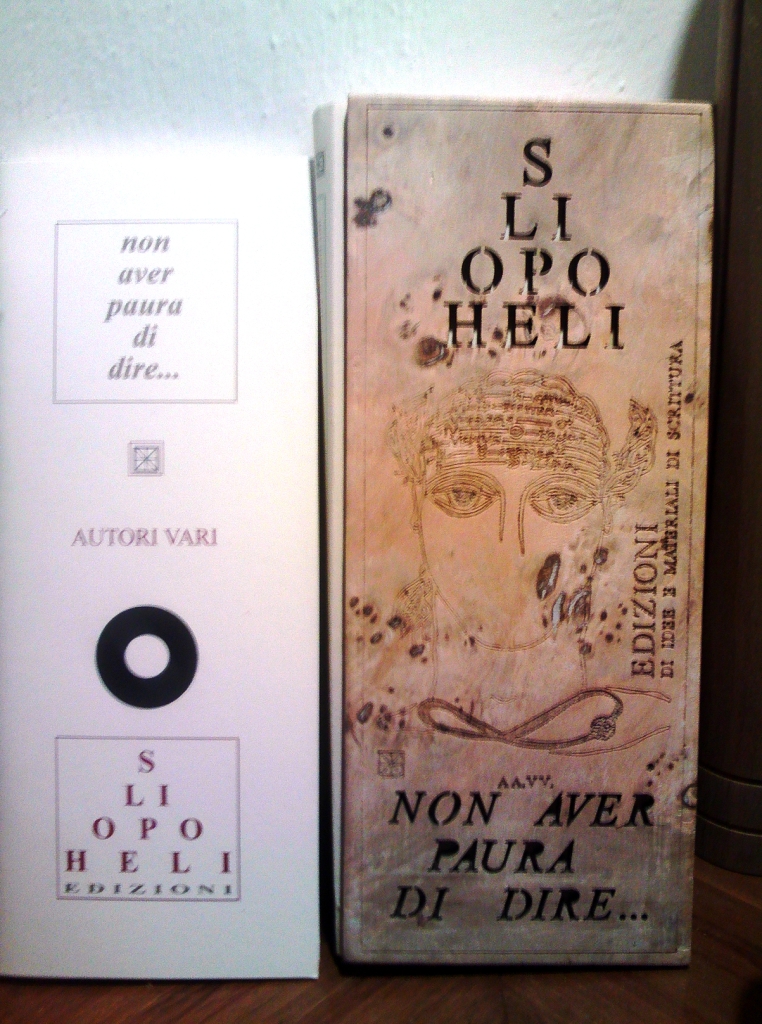 non
aver
paura
di
dire...
AUTORI VARI
S
LI
OPO
HELI
EDIZIONI
S
LI
OPO
HELI
EDIZIONI
DI IDEE E MATERIALI DI SCRITTURA
AA.VV.
NON AVER
PAURA
DI DIRE...